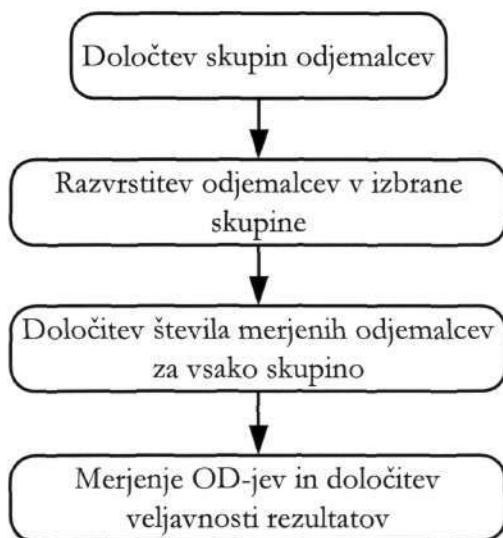 Določtev skupin odjemalcev
Razvrstitev odjemalcev v izbrane
skupine
Določitev števila merjenih odjemalcev
za vsako skupino
Merjenje OD-jev in določitev
veljavnosti rezultatov